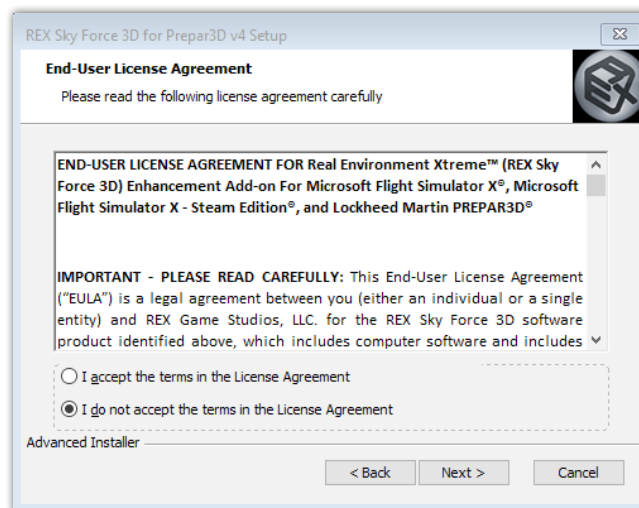 REX Sky Force 3D for Prepar3D v4 Setup
End-User License Agreement
Please read the following license agreement carefully
REX
END-USER LICENSE AGREEMENT FOR Real Environment Xtreme™ (REX Sky
Force 3D) Enhancement Add-on For Microsoft Flight Simulator X®, Microsoft
Flight Simulator X - Steam Edition®, and Lockheed Martin PREPAR3D®
IMPORTANT - PLEASE READ CAREFULLY: This End-User License Agreement
("EULA") is a legal agreement between you (either an individual or a single
entity) and REX Game Studios, LLC. for the REX Sky Force 3D software
product identified above, which includes computer software and includes
I accept the terms in the License Agreement
I do not accept the terms in the License Agreement
Advanced Installer
< Back Next > Cancel